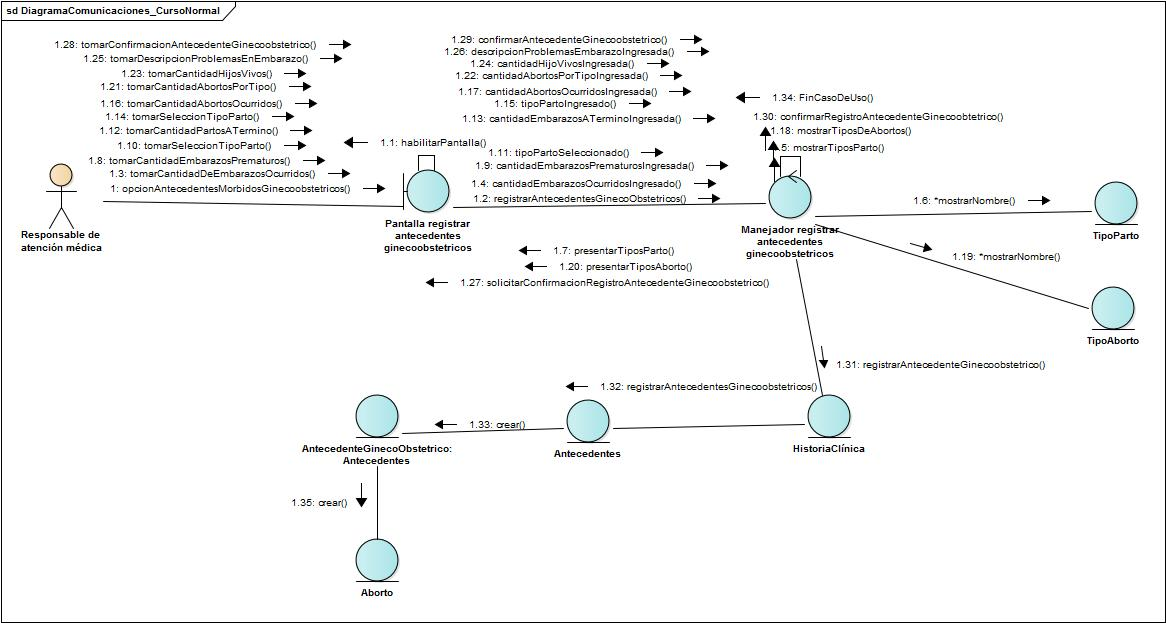 sd DiagramaComunicaciones_CursoNormal
1.28: tomarConfirmacionAntecedenteGinecoobstetrico()
1.25: tomarDescripcionProblemasEnEmbarazo()
1.23: tomarCantidadHijosVivos()
1.21: tomarCantidadAbortosPorTipo()
1.16: tomarCantidadAbortosOcurridos()
1.14: tomarSeleccionTipoParto()
1.12: tomarCantidadPartosATermino()
1.10: tomarSeleccionTipoParto()
1.8: tomarCantidadEmbarazosPrematuros()
1.3: tomarCantidadDeEmbarazosOcurridos()
1: opcionAntecedentesMorbidosGinecoobstetricos()
1.1: habilitarPantalla()
1.29: confirmarAntecedenteGinecoobstetrico()
1.26: descripcionProblemasEmbarazoIngresada()
1.24: cantidadHijoVivosIngresada()
1.22: cantidadAbortosPorTipoIngresada()
1.17: cantidadAbortosOcurridosIngresada()
1.15: tipoPartoIngresado()
1.13: cantidadEmbarazosATerminoIngresada()
1.11: tipoPartoSeleccionado()
1.9: cantidadEmbarazosPrematurosIngresada()
1.4: cantidadEmbarazosOcurridosIngresado()
1.2: registrarAntecedentesGinecoObstetricos()
1.34: FinCasoDeUso()
1.30: confirmarRegistroAntecedenteGinecoobstetrico()
1.18: mostrarTiposDeAbortos()
1.5: mostrarTiposParto()
1.6: *mostrarNombre()
1.19: *mostrarNombre()
Responsable de
atención médica
Pantalla registrar
antecedentes
ginecoobstetricos
Manejador registrar
antecedentes
ginecoobstetricos
TipoParto
TipoAborto
1.7: presentarTiposParto()
1.20: presentarTiposAborto()
1.27: solicitarConfirmacionRegistroAntecedenteGinecoobstetrico()
1.31: registrarAntecedenteGinecoobstetrico()
1.32: registrarAntecedentesGinecoobstetricos()
1.33: crear()
AntecedenteGinecoObstetrico:
Antecedentes
Antecedentes
HistoriaClínica
1.35: crear()
Aborto